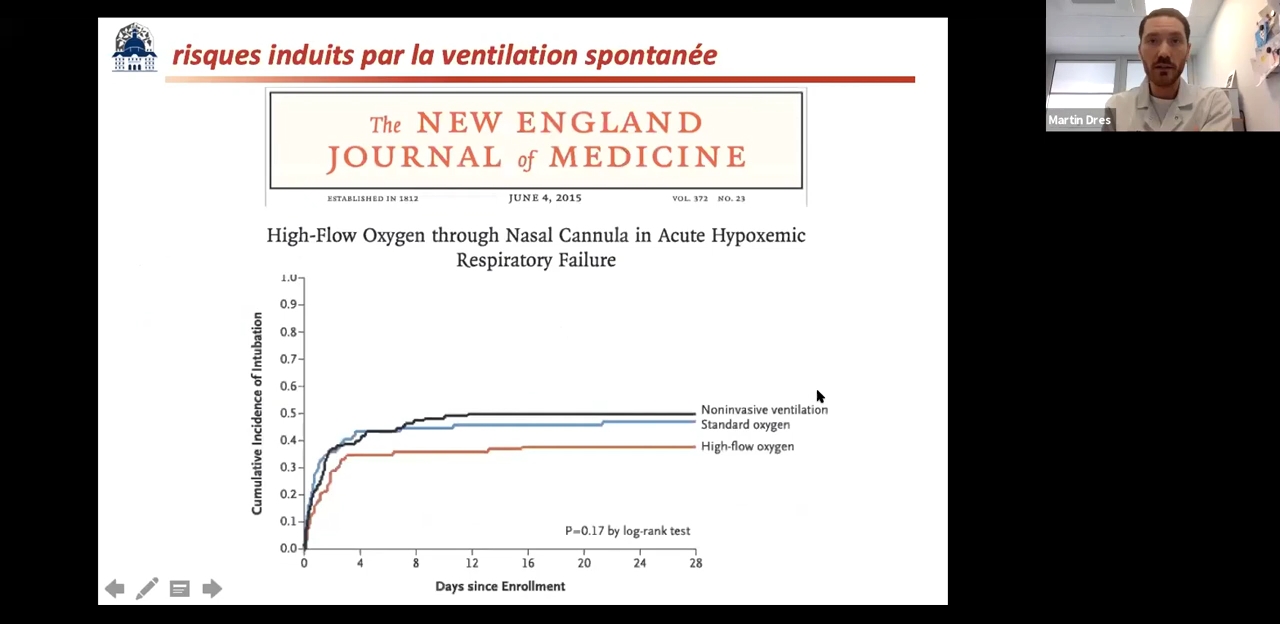 risques induits par la ventilation spontanée
Martin Dres
The NEW ENGLAND
JOURNAL of MEDICINE
ESTABLISHED IN 1812 JUNE 4, 2015 VOL. 372 NO. 23
High-Flow Oxygen through Nasal Cannula in Acute Hypoxemic
Respiratory Failure
Cumulative Incidence of Intubation
1.0
0.9
0.8
0.7
0.6
0.5
0.4
0.3
0.2
0.1
0.0
Noninvasive ventilation
Standard oxygen
High-flow oxygen
P=0.17 by log-rank test
0 4 8 12 16 20 24 28
Days since Enrollment